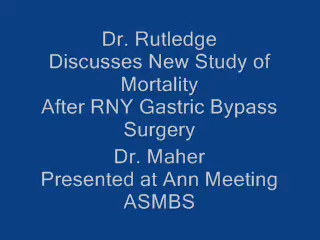 Dr. Rutledge
Discusses New Study of
Mortality
After RNY Gastric Bypass
Surgery
Dr. Maher
Presented at Ann Meeting
ASMBS